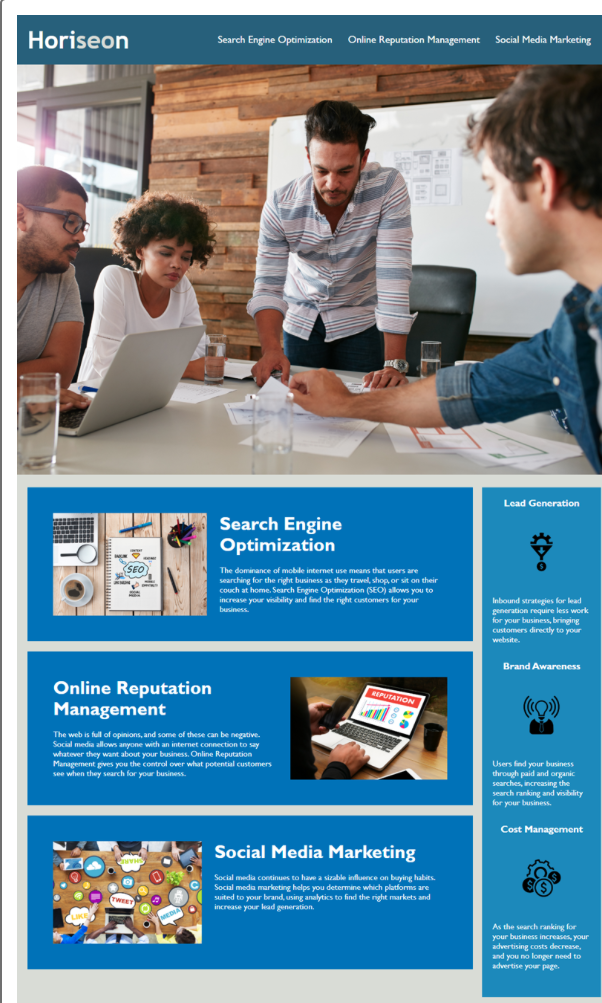 Horiseon
Search Engine Optimization Online Reputation Management Social Media Marketing
SEO
Search Engine
Optimization
The dominance of mobile internet use means that users are
searching for the right business as they travel, shop, or sit on their
couch at home. Search Engine Optimization (SEO) allows you to
increase your visibility and find the right customers for your
business.
Online Reputation
Management
The web is full of opinions, and some of these can be negative.
Social media allows anyone with an internet connection to say
whatever they want about your business. Online Reputation
Management gives you the control over what potential customers
see when they search for your business.
REPUTATION
SHARE
LIKE
TWEET
MEDIA
Social Media Marketing
Social media continues to have a sizable influence on buying habits.
Social media marketing helps you determine which platforms are
suited to your brand, using analytics to find the right markets and
increase your lead generation.
Lead Generation
Inbound strategies for lead
generation require less work
for your business, bringing
customers directly to your
website.
Brand Awareness
Users find your business
through paid and organic
searches, increasing the
search ranking and visibility
for your business.
Cost Management
As the search ranking for
your business increases, your
advertising costs decrease,
and you no longer need to
advertise your page.